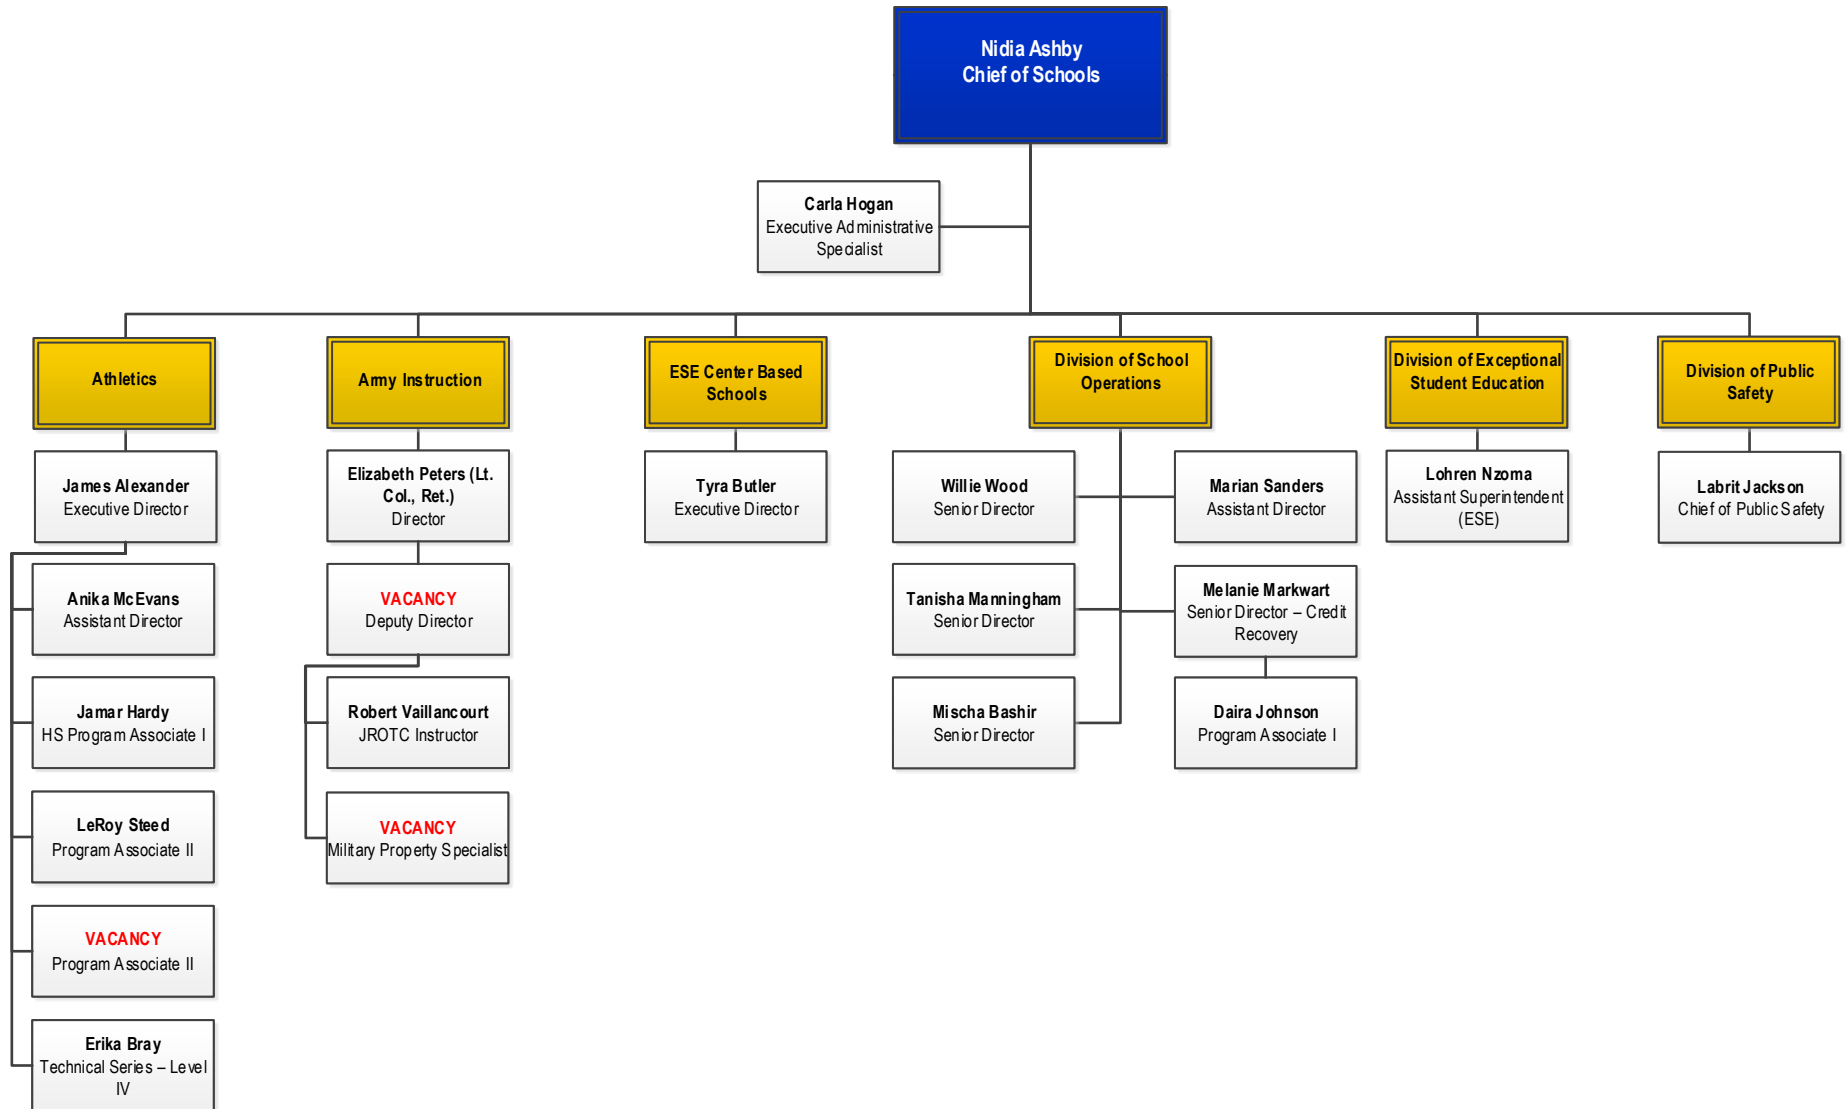 Nidia Ashby
Chief of Schools
Carla Hogan
Executive Administrative
Specialist
Athletics
Army Instruction
ESE Center Based
Schools
Division of School
Operations
Division of Exceptional
Student Education
Division of Public
Safety
James Alexander
Executive Director
Anika McEvans
Assistant Director
Jamar Hardy
HS Program Associate I
LeRoy Steed
Program Associate II
VACANCY
Program Associate II
Erika Bray
Technical Series – Level
IV
Elizabeth Peters (Lt.
Col., Ret.)
Director
VACANCY
Deputy Director
Robert Vaillancourt
JROTC Instructor
VACANCY
Military Property Specialist
Tyra Butler
Executive Director
Willie Wood
Senior Director
Tanisha Manningham
Senior Director
Mischa Bashir
Senior Director
Marian Sanders
Assistant Director
Melanie Markwart
Senior Director – Credit
Recovery
Daira Johnson
Program Associate I
Lohren Nzoma
Assistant Superintendent
(ESE)
Labrit Jackson
Chief of Public Safety